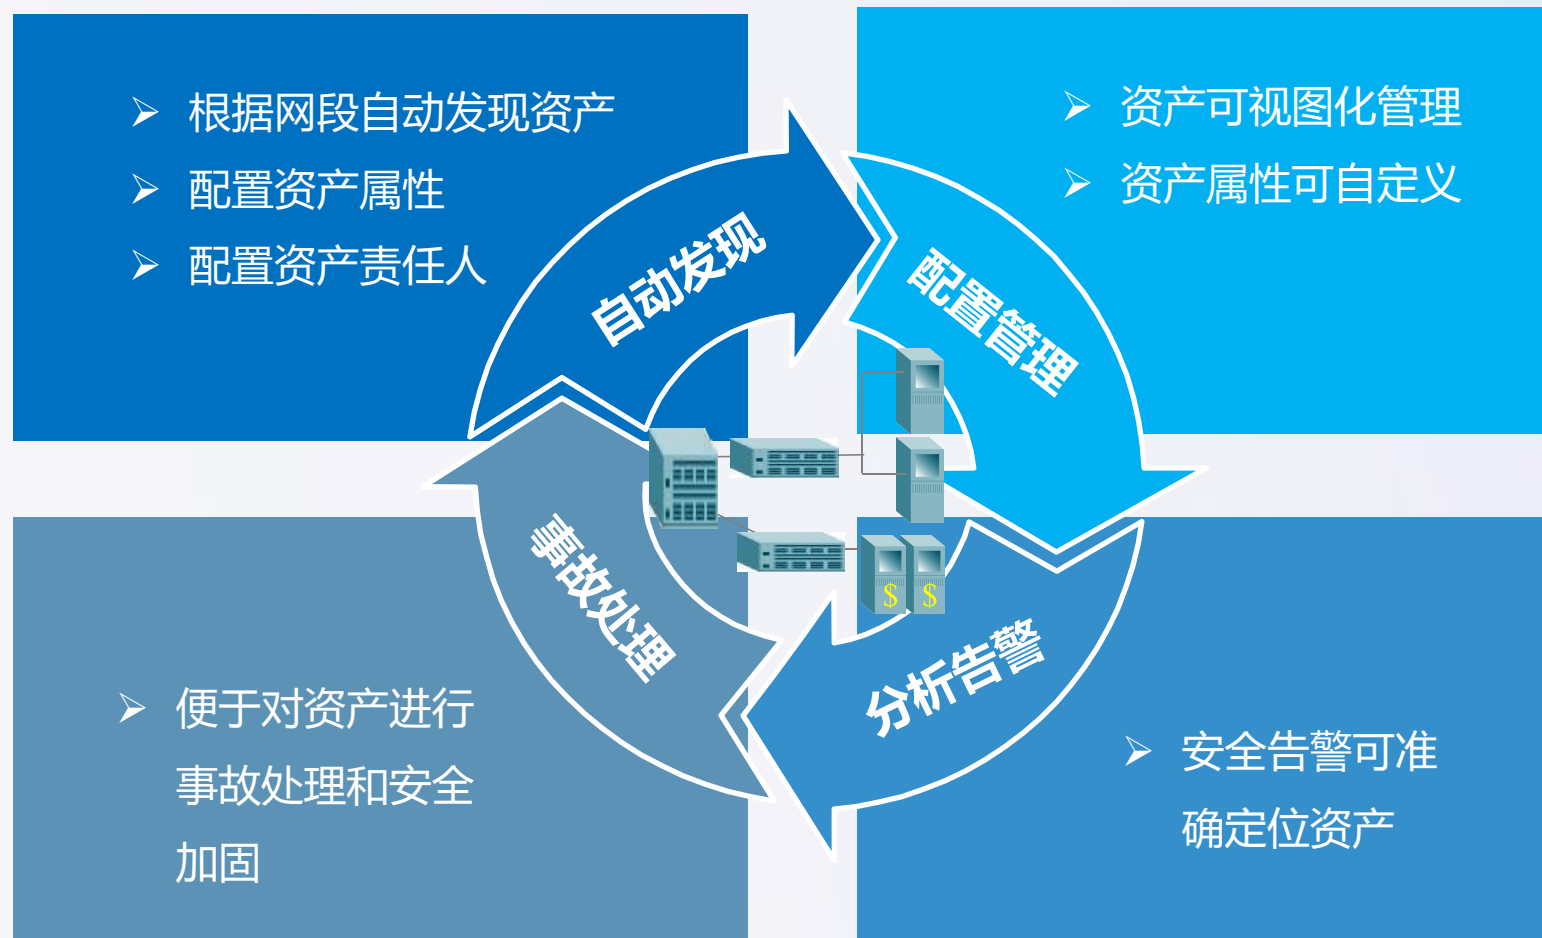 ➢ 根据网段自动发现资产
➢ 配置资产属性
➢ 配置资产责任人
自动发现
➢ 资产可视图化管理
➢ 资产属性可自定义
配置管理
事故处理
➢ 便于对资产进行
事故处理和安全
加固
$ $
分析告警
➢ 安全告警可准
确定位资产